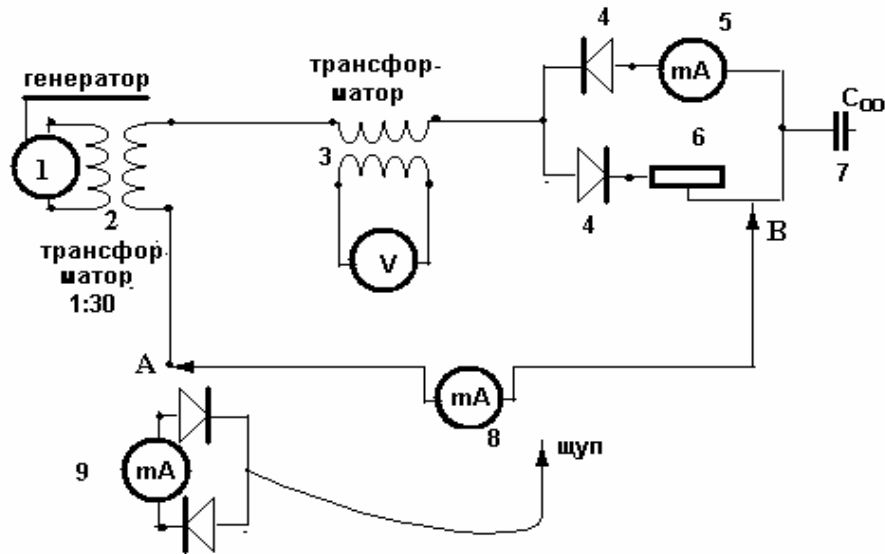 генератор
1
2
трансфор-
матор
1:30
трансфор-
матор
3
V
4
5
mA
C∞
6
7
4
B
A
mA
8
9
mA
щуп